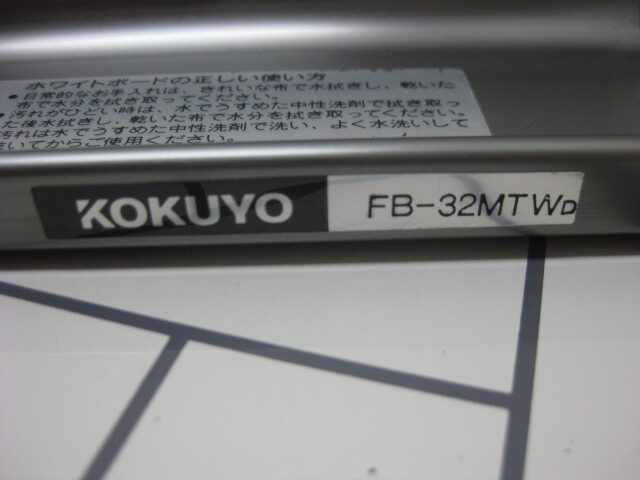 ホワイトボードの正しい使い方
●日常的なお手入れは、きれいな布で水拭きし、乾いた
布で水分を拭き取ってください。
●汚れがひどい時は、水でうすめた中性洗剤で拭き取っ
た後水拭きし、乾いた布で水分を拭き取ってください。
汚れは水でうすめた中性洗剤で洗い、よく水洗いして
乾いてからご使用ください。
KOKUYO FB-32MTWD